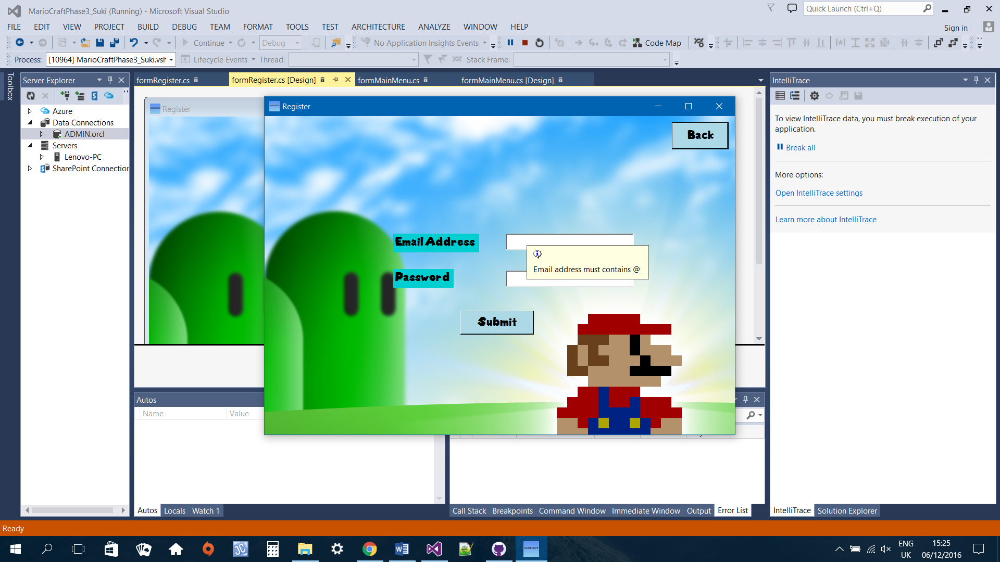 MarioCraftPhase3_Suki (Running) - Microsoft Visual Studio
Quick Launch (Ctrl+Q)
FILE EDIT VIEW PROJECT BUILD DEBUG TEAM FORMAT TOOLS TEST ARCHITECTURE ANALYZE WINDOW HELP
Sign in
Continue Debug No Application Insights Events Code Map
Process: [10964] MarioCraftPhase3_Suki.vsh Lifecycle Events Thread: Stack Frame:
Toolbox
Server Explorer
formRegister.cs formRegister.cs [Design] formMainMenu.cs formMainMenu.cs [Design]
IntelliTrace
Azure
Data Connections
ADMIN.orcl
Servers
Lenovo-PC
SharePoint Connection
Register
Register
Back
Email Address
Email address must contains @
Password
Submit
To view IntelliTrace data, you must break execution of your
application.
Break all
More options:
Open IntelliTrace settings
Learn more about IntelliTrace
Autos
Name Value
Autos Locals Watch 1
Call Stack Breakpoints Command Window Immediate Window Output Error List
IntelliTrace Solution Explorer
Ready
JC
MARIOCRAFT
ENG
UK
15:25
06/12/2016